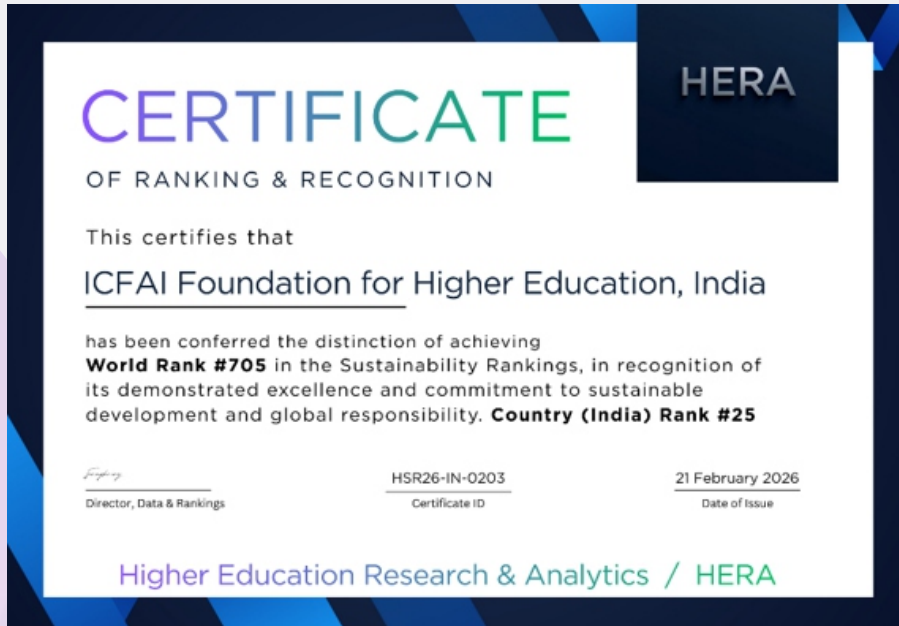 HERA
CERTIFICATE
OF RANKING & RECOGNITION
This certifies that
ICFAI Foundation for Higher Education, India
has been conferred the distinction of achieving
World Rank #705 in the Sustainability Rankings, in recognition of
its demonstrated excellence and commitment to sustainable
development and global responsibility. Country (India) Rank #25
HSR26-IN-0203
21 February 2026
Director, Data & Rankings
Certificate ID
Date of Issue
Higher Education Research & Analytics / HERA